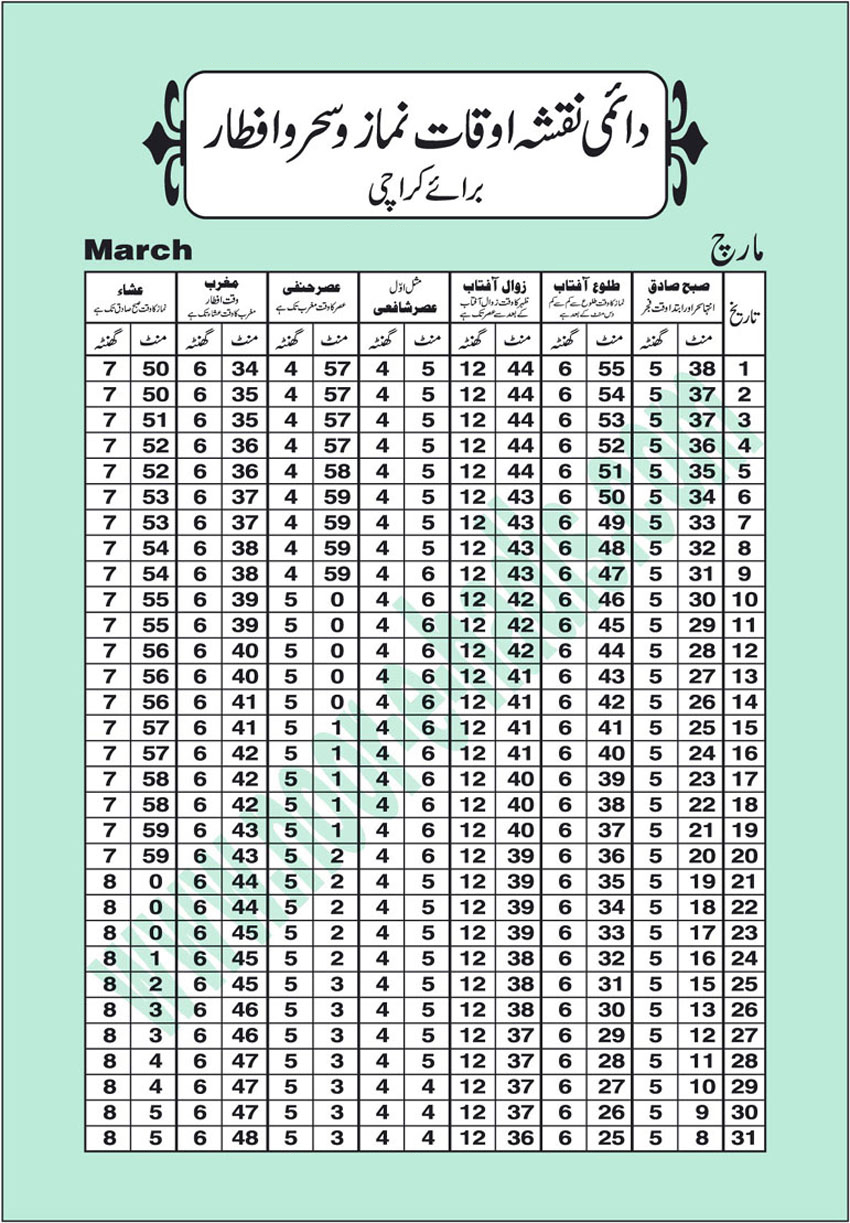 دائمی نقشہ اوقات نماز و سحر و افطار
برائے کراچی
مارچ March
تاریخ صبح صادق طلوع آفتاب زوال آفتاب مثل اوّل عصر شافعی عصر حنفی مغرب عشاء
انتہا سحر اور ابتدا وقت فجر
نماز کا وقت طلوع سے کم سے کم
دس منٹ کے بعد ہے
ظہر کا وقت زوال آفتاب
کے بعد سے عصر تک ہے
عصر کا وقت مغرب تک ہے
وقت افطار
مغرب کا وقت عشاء تک ہے
نماز کا وقت صبح صادق تک ہے
منٹ گھنٹہ منٹ گھنٹہ منٹ گھنٹہ منٹ گھنٹہ منٹ گھنٹہ منٹ گھنٹہ منٹ گھنٹہ
1 38 5 55 6 44 12 5 4 57 4 34 6 50 7
2 37 5 54 6 44 12 5 4 57 4 35 6 50 7
3 37 5 53 6 44 12 5 4 57 4 35 6 51 7
4 36 5 52 6 44 12 5 4 57 4 36 6 52 7
5 35 5 51 6 44 12 5 4 58 4 36 6 52 7
6 34 5 50 6 43 12 5 4 59 4 37 6 53 7
7 33 5 49 6 43 12 5 4 59 4 37 6 53 7
8 32 5 48 6 43 12 5 4 59 4 38 6 54 7
9 31 5 47 6 43 12 6 4 59 4 38 6 54 7
10 30 5 46 6 42 12 6 4 0 5 39 6 55 7
11 29 5 45 6 42 12 6 4 0 5 39 6 55 7
12 28 5 44 6 42 12 6 4 0 5 40 6 56 7
13 27 5 43 6 41 12 6 4 0 5 40 6 56 7
14 26 5 42 6 41 12 6 4 0 5 41 6 56 7
15 25 5 41 6 41 12 6 4 1 5 41 6 57 7
16 24 5 40 6 41 12 6 4 1 5 42 6 57 7
17 23 5 39 6 40 12 6 4 1 5 42 6 58 7
18 22 5 38 6 40 12 6 4 1 5 42 6 58 7
19 21 5 37 6 40 12 6 4 1 5 43 6 59 7
20 20 5 36 6 39 12 6 4 2 5 43 6 59 7
21 19 5 35 6 39 12 5 4 2 5 44 6 0 8
22 18 5 34 6 39 12 5 4 2 5 44 6 0 8
23 17 5 33 6 39 12 5 4 2 5 45 6 0 8
24 16 5 32 6 38 12 5 4 2 5 45 6 1 8
25 15 5 31 6 38 12 5 4 3 5 45 6 2 8
26 13 5 30 6 38 12 5 4 3 5 46 6 3 8
27 12 5 29 6 37 12 5 4 3 5 46 6 3 8
28 11 5 28 6 37 12 5 4 3 5 47 6 4 8
29 10 5 27 6 37 12 4 4 3 5 47 6 4 8
30 9 5 26 6 37 12 4 4 3 5 47 6 5 8
31 8 5 25 6 36 12 4 4 3 5 48 6 5 8
www.noor-e-hadis.com